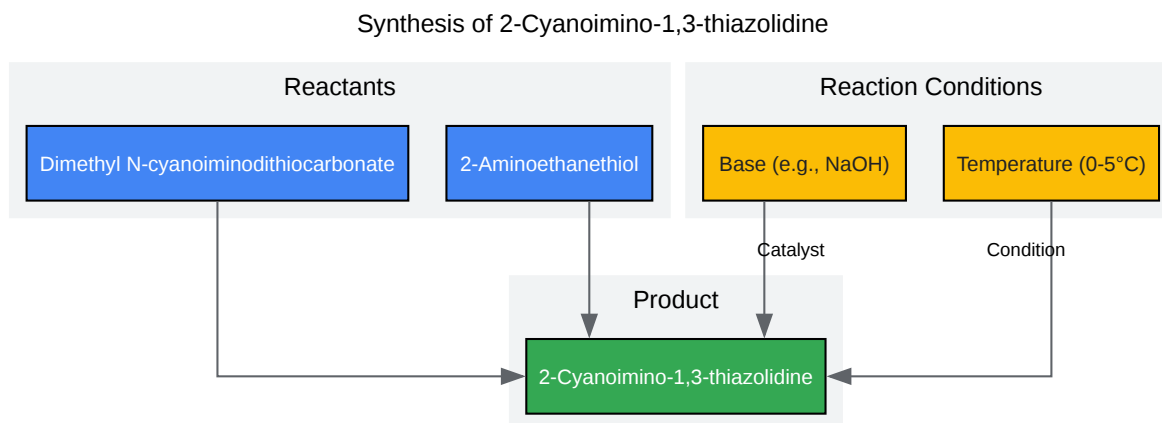 Synthesis of 2-Cyanoimino-1,3-thiazolidine
Reactants
Reaction Conditions
Dimethyl N-cyanoiminodithiocarbonate
2-Aminoethanethiol
Base (e.g., NaOH)
Temperature (0-5°C)
Catalyst
Condition
Product
2-Cyanoimino-1,3-thiazolidine